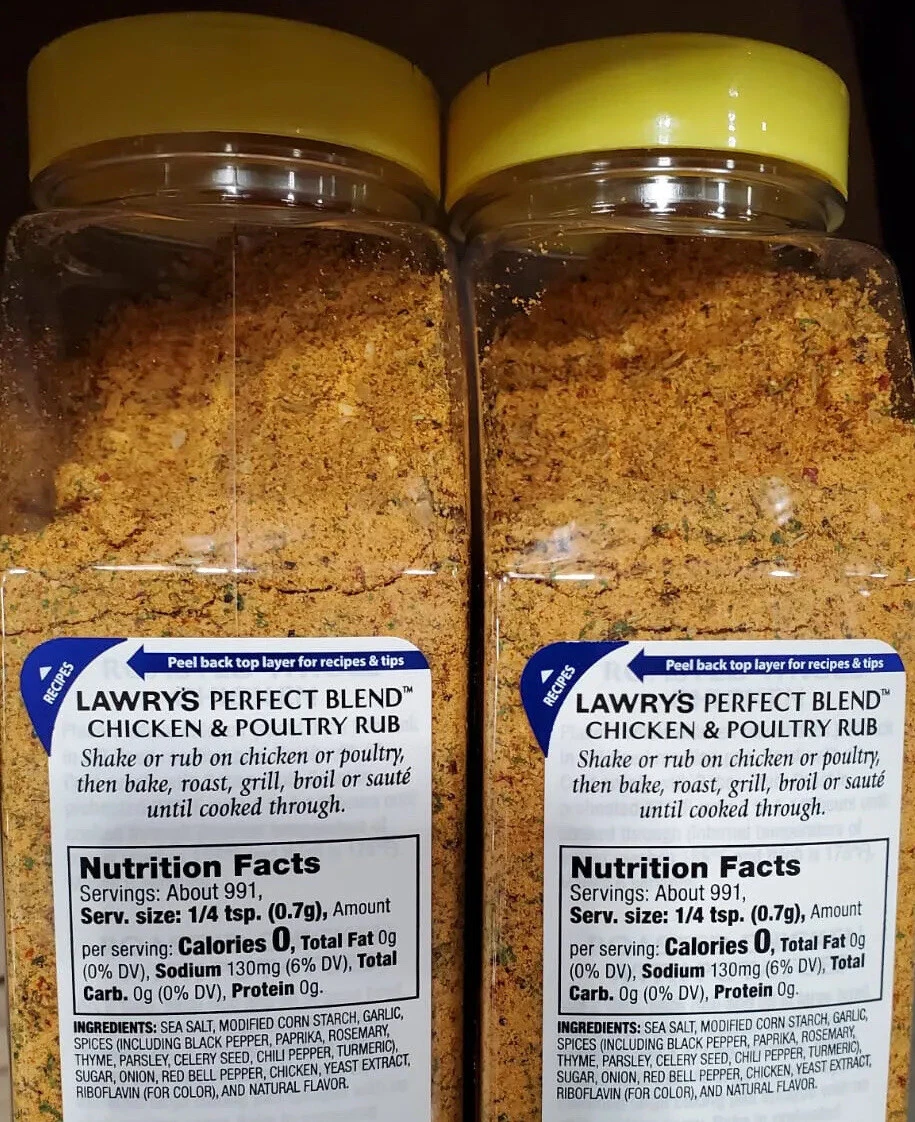 RECIPES
Peel back top layer for recipes & tips
LAWRY'S PERFECT BLEND™
CHICKEN & POULTRY RUB
Shake or rub on chicken or poultry,
then bake, roast, grill, broil or sauté
until cooked through.
Nutrition Facts
Servings: About 991,
Serv. size: 1/4 tsp. (0.7g), Amount
per serving: Calories 0, Total Fat 0g
(0% DV), Sodium 130mg (6% DV), Total
Carb. 0g (0% DV), Protein 0g.
INGREDIENTS: SEA SALT, MODIFIED CORN STARCH, GARLIC,
SPICES (INCLUDING BLACK PEPPER, PAPRIKA, ROSEMARY,
THYME, PARSLEY, CELERY SEED, CHILI PEPPER, TURMERIC),
SUGAR, ONION, RED BELL PEPPER, CHICKEN, YEAST EXTRACT,
RIBOFLAVIN (FOR COLOR), AND NATURAL FLAVOR.
RECIPES
Peel back top layer for recipes & tips
LAWRY'S PERFECT BLEND™
CHICKEN & POULTRY RUB
Shake or rub on chicken or poultry,
then bake, roast, grill, broil or sauté
until cooked through.
Nutrition Facts
Servings: About 991,
Serv. size: 1/4 tsp. (0.7g), Amount
per serving: Calories 0, Total Fat 0g
(0% DV), Sodium 130mg (6% DV), Total
Carb. 0g (0% DV), Protein 0g.
INGREDIENTS: SEA SALT, MODIFIED CORN STARCH, GARLIC,
SPICES (INCLUDING BLACK PEPPER, PAPRIKA, ROSEMARY,
THYME, PARSLEY, CELERY SEED, CHILI PEPPER, TURMERIC),
SUGAR, ONION, RED BELL PEPPER, CHICKEN, YEAST EXTRACT,
RIBOFLAVIN (FOR COLOR), AND NATURAL FLAVOR.